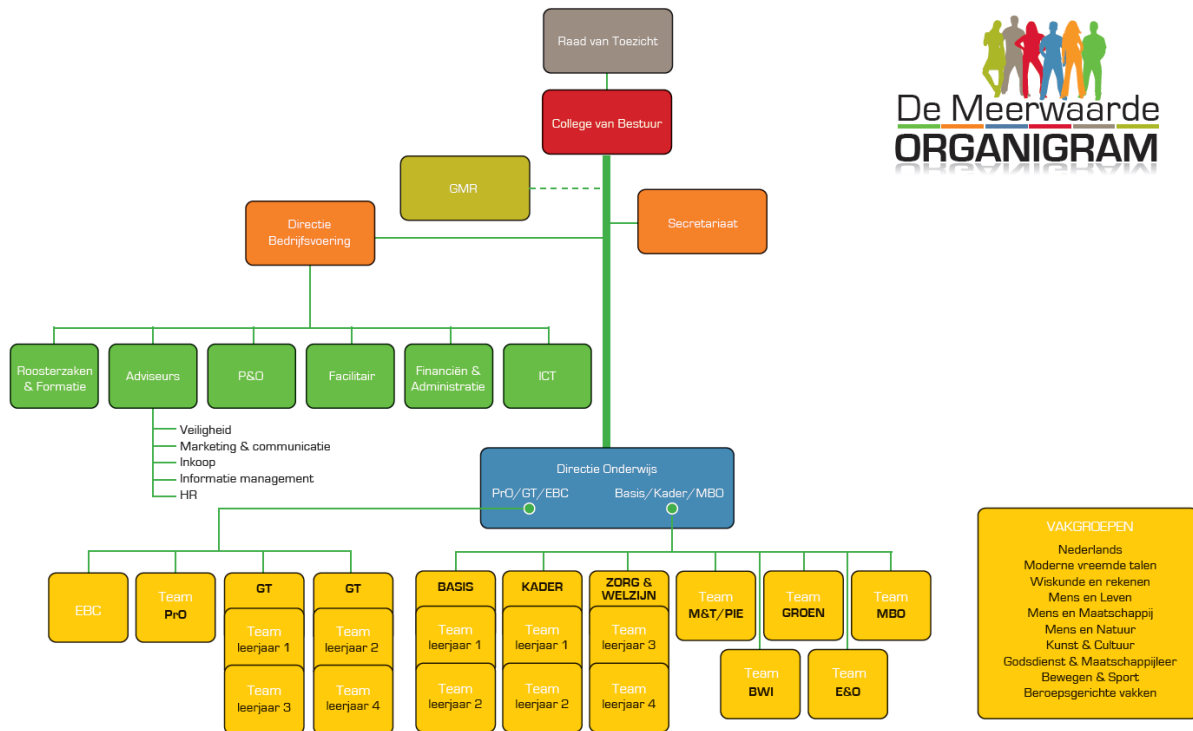 Raad van Toezicht
De Meerwaarde
ORGANIGRAM
College van Bestuur
GMR
Secretariaat
Directie
Bedrijfsvoering
Roosterzaken
& Formatie
Adviseurs
P&O
Facilitair
Financiën &
Administratie
ICT
Veiligheid
Marketing & communicatie
Inkoop
Informatie management
HR
Directie Onderwijs
PrO/GT/EBC
Basis/Kader/MBO
EBC
Team
PrO
GT
Team
leerjaar 1
Team
leerjaar 3
GT
Team
leerjaar 2
Team
leerjaar 4
BASIS
Team
leerjaar 1
Team
leerjaar 2
KADER
Team
leerjaar 1
Team
leerjaar 2
ZORG &
WELZIJN
Team
leerjaar 3
Team
leerjaar 4
Team
M&T/PIE
Team
BWI
Team
GROEN
Team
E&O
Team
MBO
VAKGROEPEN
Nederlands
Moderne vreemde talen
Wiskunde en rekenen
Mens en Leven
Mens en Maatschappij
Mens en Natuur
Kunst & Cultuur
Godsdienst & Maatschappijleer
Bewegen & Sport
Beroepsgerichte vakken